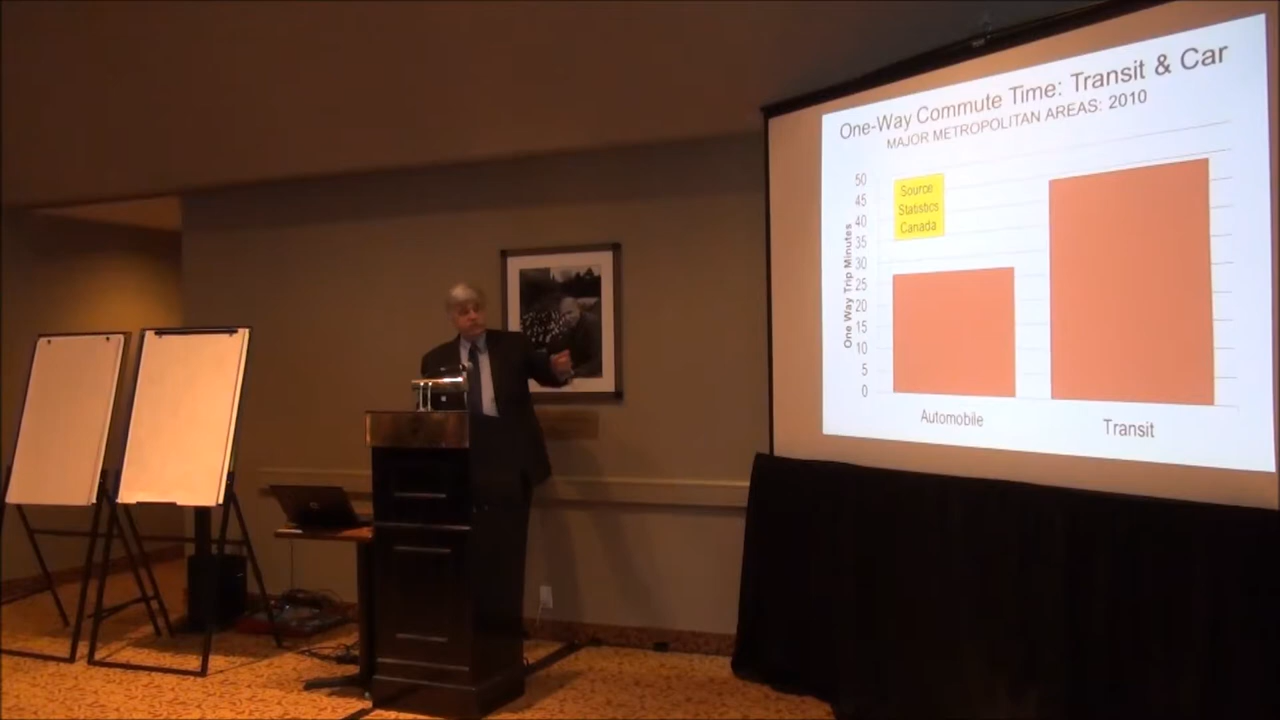 One-Way Commute Time: Transit & Car
MAJOR METROPOLITAN AREAS: 2010
One Way Trip Minutes
50
45
40
35
30
25
20
15
10
5
0
Source
Statistics
Canada
Automobile
Transit